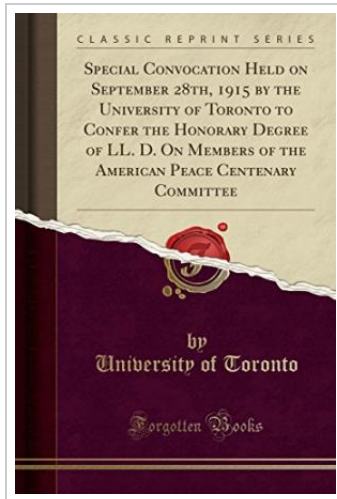 CLASSIC REPRINT SERIES
SPECIAL CONVOCATION HELD ON
SEPTEMBER 28TH, 1915 BY THE
UNIVERSITY OF TORONTO TO
CONFER THE HONORARY DEGREE
OF LL. D. ON MEMBERS OF THE
AMERICAN PEACE CENTENARY
COMMITTEE
by
University of Toronto
Forgotten Books